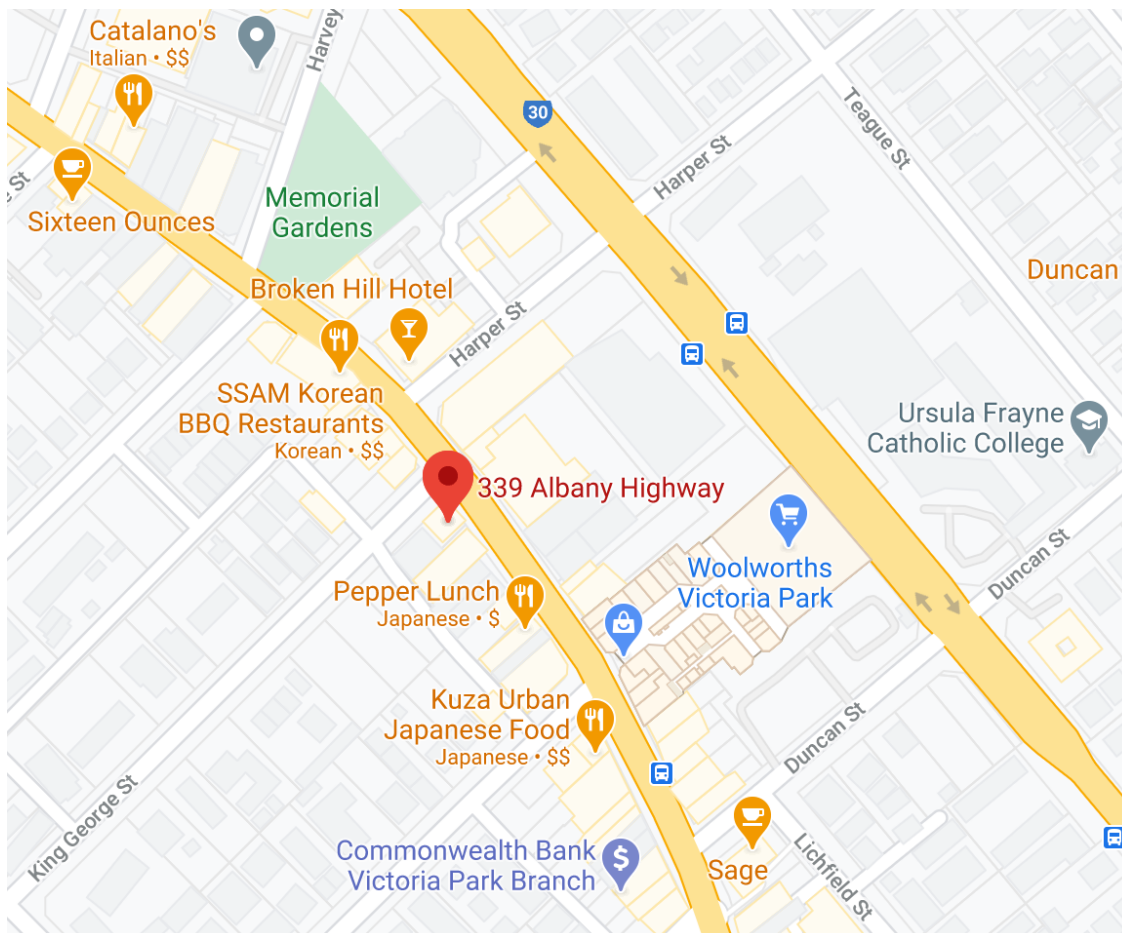 Catalano's
Italian • $$
Harvey
30
Harper St
Teague St
Memorial
Gardens
Sixteen Ounces
Duncan
Broken Hill Hotel
Harper St
SSAM Korean
BBQ Restaurants
Korean • $$
Ursula Frayne
Catholic College
339 Albany Highway
Woolworths
Victoria Park
Duncan St
Pepper Lunch
Japanese • $
Kuza Urban
Japanese Food
Japanese • $$
Duncan St
King George St
Commonwealth Bank
Victoria Park Branch
$
Sage
Lichfield St